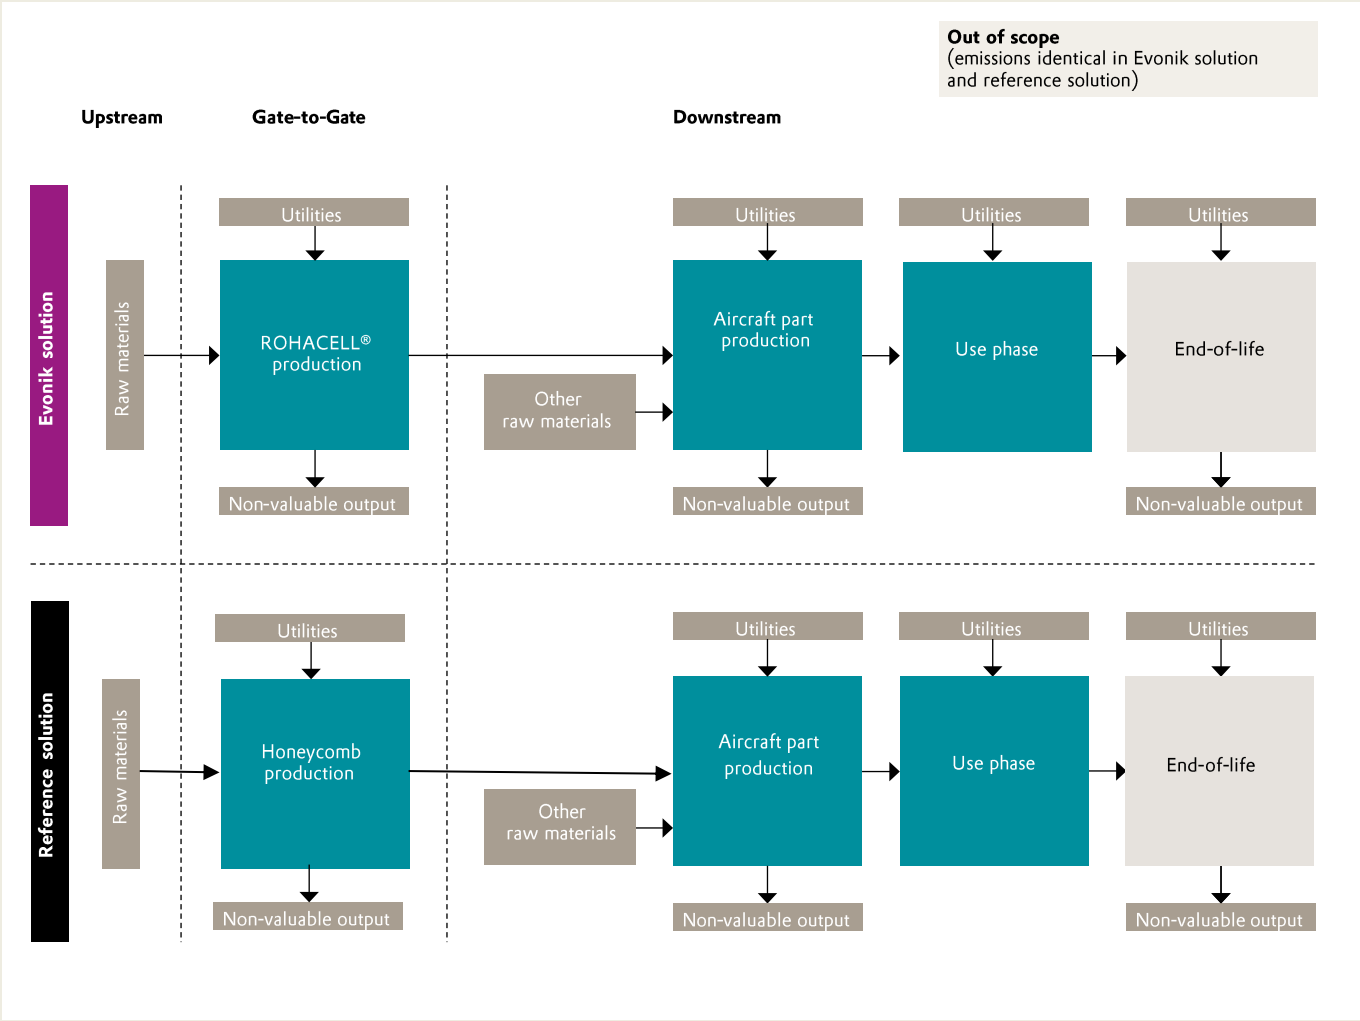 Out of scope
(emissions identical in Evonik solution
and reference solution)
Upstream
Gate-to-Gate
Downstream
Evonik solution
Raw materials
Utilities
ROHACELL®
production
Non-valuable output
Other
raw materials
Utilities
Aircraft part
production
Non-valuable output
Utilities
Use phase
Utilities
End-of-life
Non-valuable output
Reference solution
Raw materials
Utilities
Honeycomb
production
Non-valuable output
Other
raw materials
Utilities
Aircraft part
production
Non-valuable output
Utilities
Use phase
Utilities
End-of-life
Non-valuable output